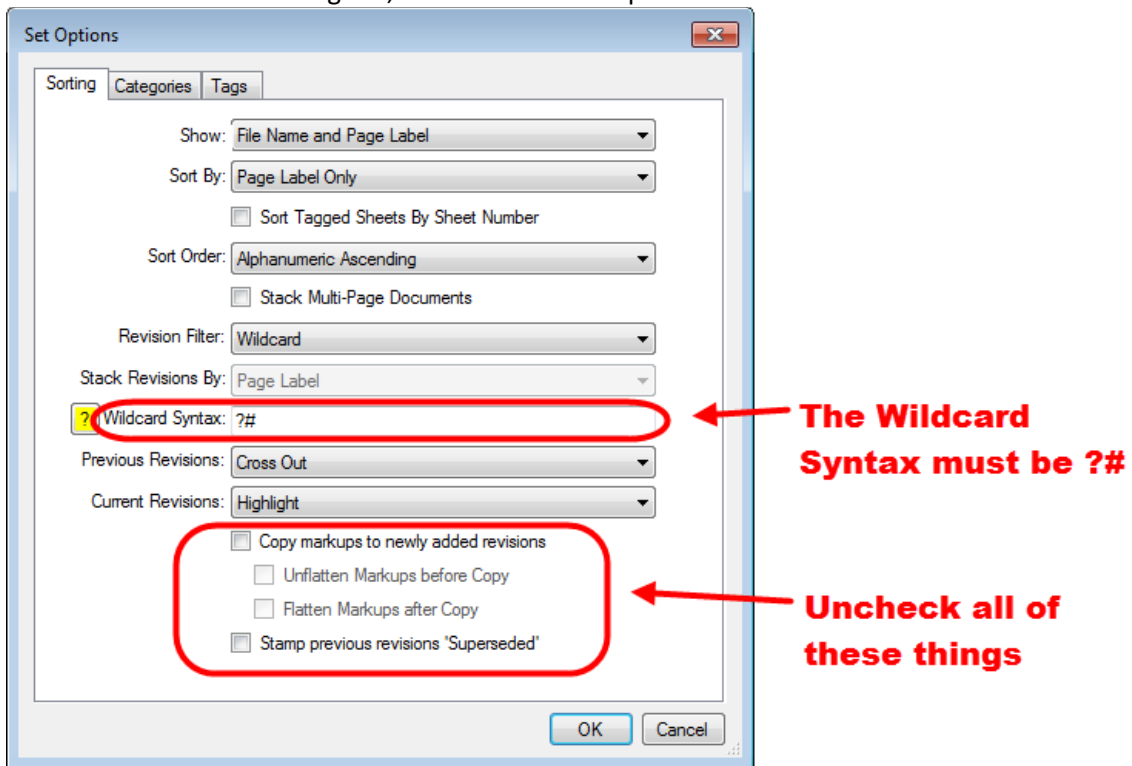 Set Options
Sorting Categories Tags
Show: File Name and Page Label
Sort By: Page Label Only
Sort Tagged Sheets By Sheet Number
Sort Order: Alphanumeric Ascending
Stack Multi-Page Documents
Revision Filter: Wildcard
Stack Revisions By: Page Label
? Wildcard Syntax: ?#
The Wildcard
Syntax must be ?#
Previous Revisions: Cross Out
Current Revisions: Highlight
Copy markups to newly added revisions
Unflatten Markups before Copy
Flatten Markups after Copy
Stamp previous revisions 'Superseded'
Uncheck all of
these things
OK Cancel